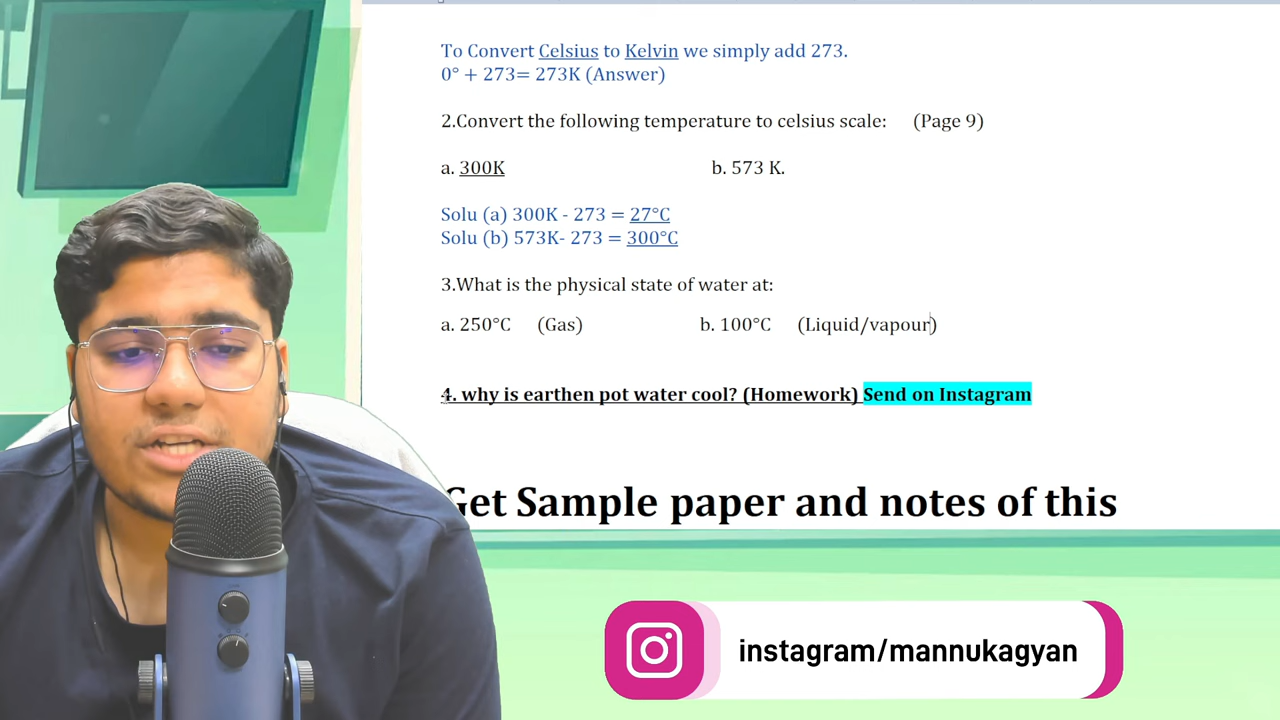 To Convert Celsius to Kelvin we simply add 273.
0° + 273= 273K (Answer)
2.Convert the following temperature to celsius scale: (Page 9)
a. 300K b. 573 K.
Solu (a) 300K - 273 = 27°C
Solu (b) 573K- 273 = 300°C
3.What is the physical state of water at:
a. 250°C (Gas) b. 100°C (Liquid/vapour)
4. why is earthen pot water cool? (Homework) Send on Instagram
Get Sample paper and notes of this
instagram/mannukagyan